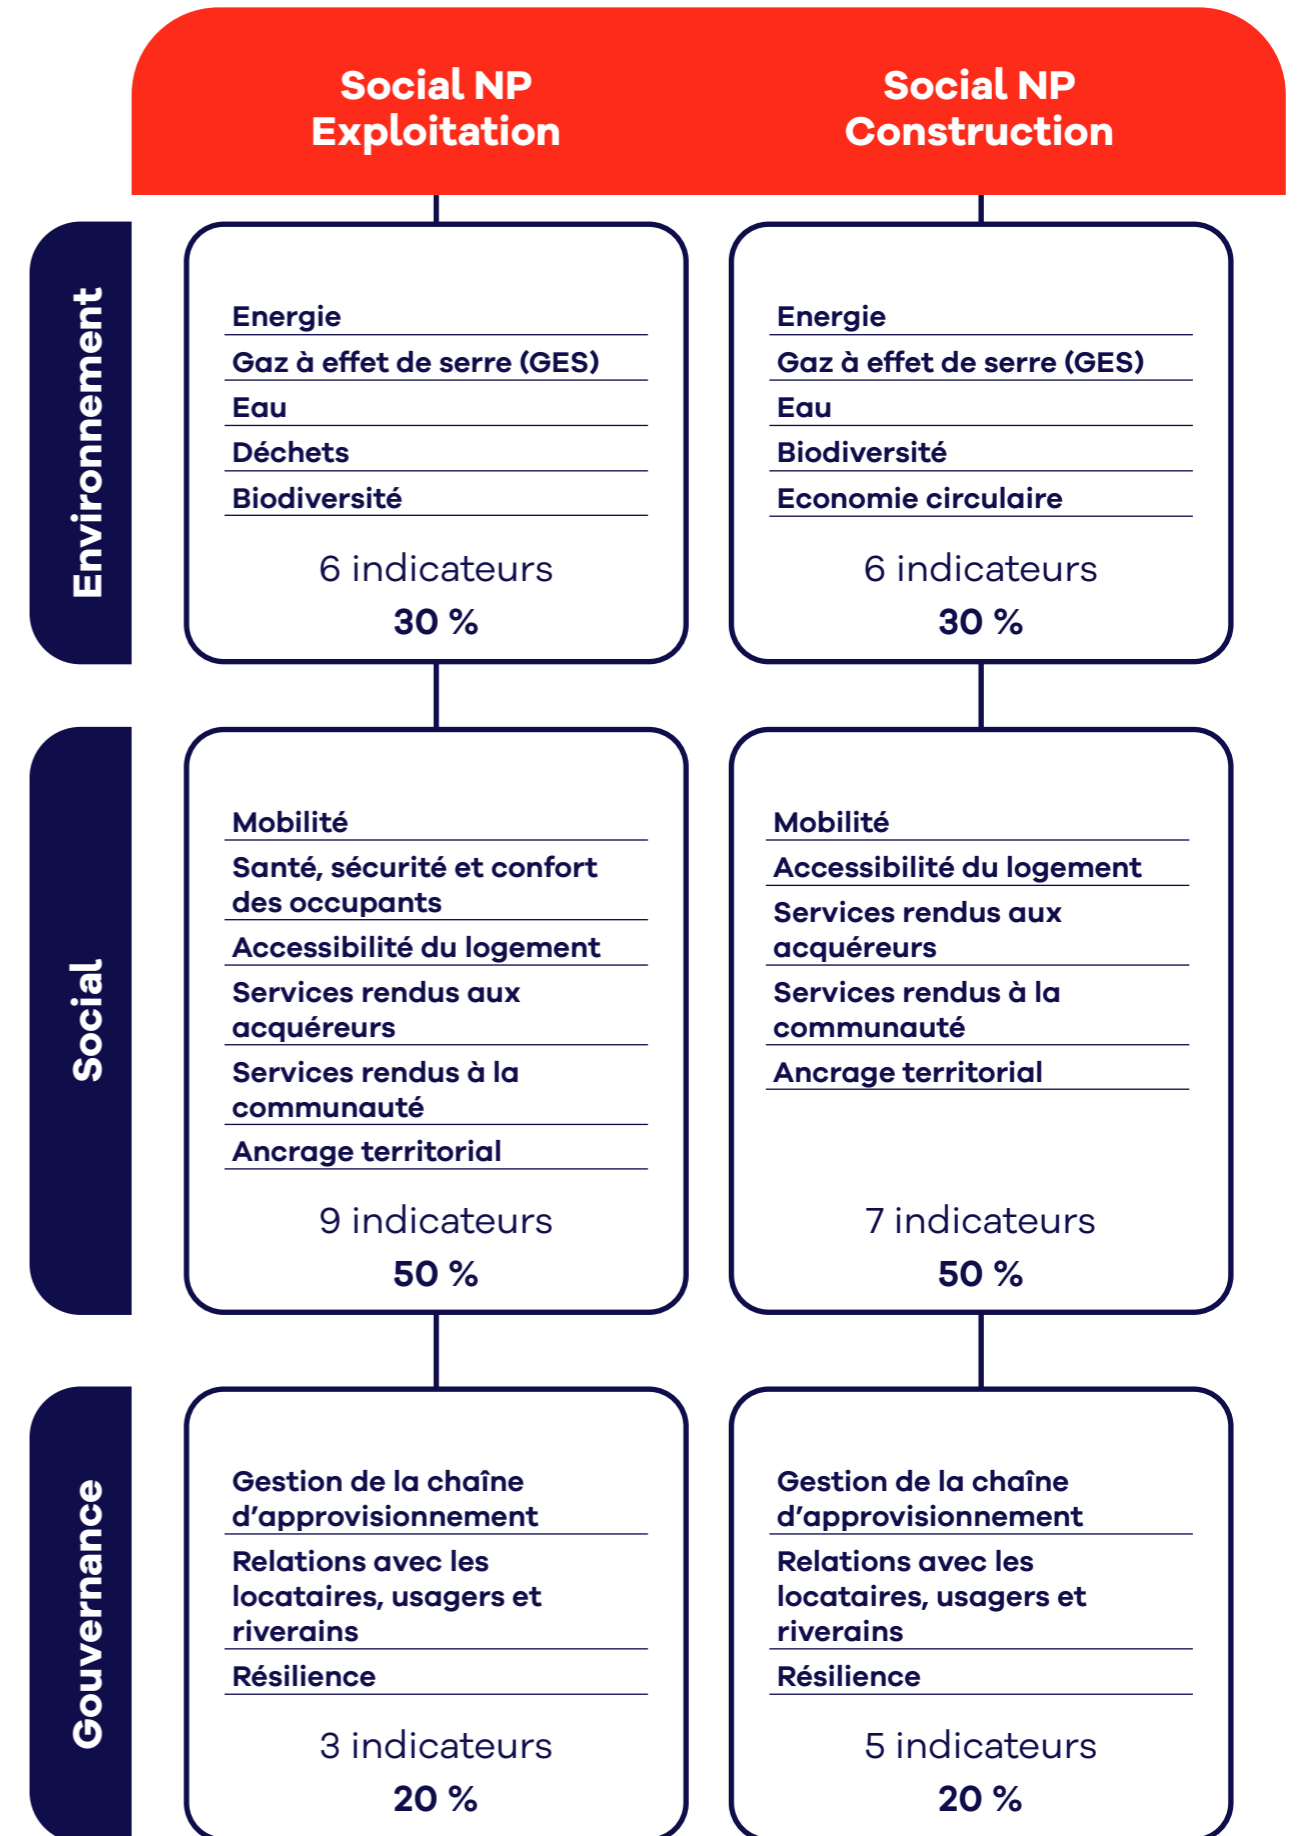 Social NP
Exploitation
Social NP
Construction
Environnement
Energie
Gaz à effet de serre (GES)
Eau
Déchets
Biodiversité
6 indicateurs
30 %
Energie
Gaz à effet de serre (GES)
Eau
Biodiversité
Economie circulaire
6 indicateurs
30 %
Social
Mobilité
Santé, sécurité et confort
des occupants
Accessibilité du logement
Services rendus aux
acquéreurs
Services rendus à la
communauté
Ancrage territorial
9 indicateurs
50 %
Mobilité
Accessibilité du logement
Services rendus aux
acquéreurs
Services rendus à la
communauté
Ancrage territorial
7 indicateurs
50 %
Gouvernance
Gestion de la chaîne
d’approvisionnement
Relations avec les
locataires, usagers et
riverains
Résilience
3 indicateurs
20 %
Gestion de la chaîne
d’approvisionnement
Relations avec les
locataires, usagers et
riverains
Résilience
5 indicateurs
20 %